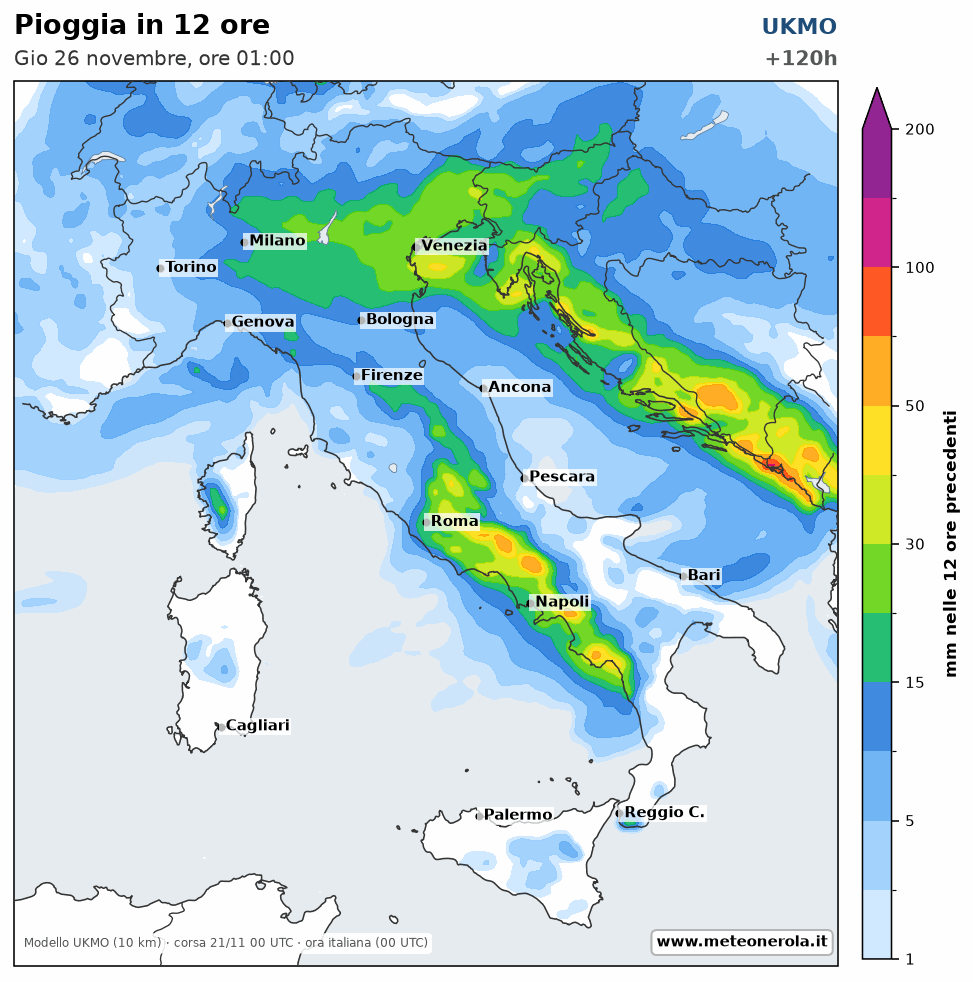 Pioggia in 12 ore
UKMO
Gio 26 novembre, ore 01:00
+120h
200
100
50
30
15
5
1
mm nelle 12 ore precedenti
Milano
Venezia
Torino
Genova
Bologna
Firenze
Ancona
Pescara
Roma
Bari
Napoli
Cagliari
Palermo
Reggio C.
Modello UKMO (10 km) · corsa 21/11 00 UTC · ora italiana (00 UTC)
www.meteonerola.it